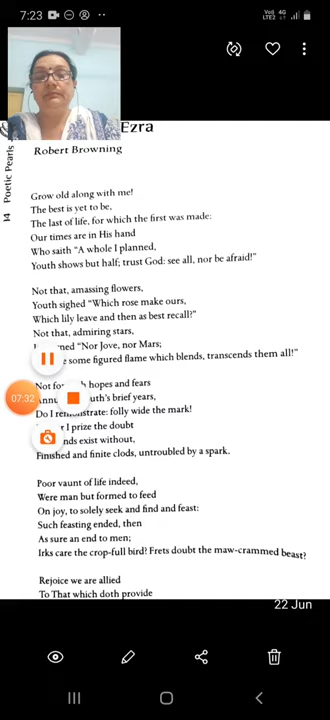 7:23
VoI) 4G
LTE2
Ezra
Robert Browning
14 Poetic Pearls
Grow old along with me!
The best is yet to be,
The last of life, for which the first was made:
Our times are in His hand
Who saith “A whole I planned,
Youth shows but half; trust God: see all, nor be afraid!”
Not that, amassing flowers,
Youth sighed “Which rose make ours,
Which lily leave and then as best recall?”
Not that, admiring stars,
“Nor Jove, nor Mars;
some figured flame which blends, transcends them all!”
Not for hopes and fears
youth's brief years,
Do I remonstrate: folly wide the mark!
I prize the doubt
exist without,
Finished and finite clods, untroubled by a spark.
Poor vaunt of life indeed,
Were man but formed to feed
On joy, to solely seek and find and feast:
Such feasting ended, then
As sure an end to men;
Irks care the crop-full bird? Frets doubt the maw-crammed beast?
Rejoice we are allied
To That which doth provide
07:32
22 Jun